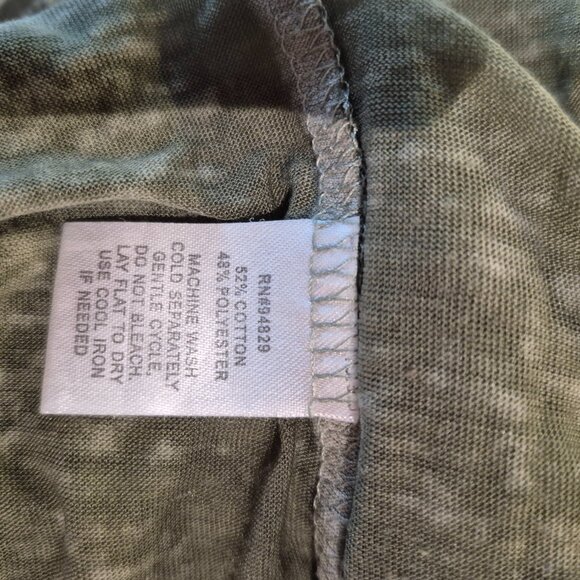 RN#94829
52% COTTON
48% POLYESTER
MACHINE WASH
COLD SEPARATELY
GENTLE CYCLE,
DO NOT BLEACH,
LAY FLAT TO DRY
USE COOL IRON
IF NEEDED